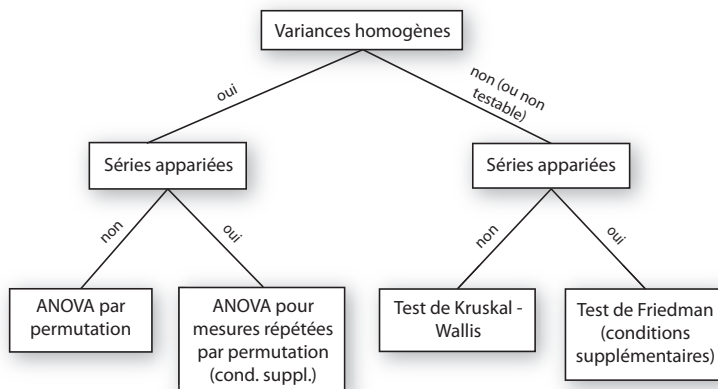 Variances homogènes
oui
non (ou non
testable)
Séries appariées
Séries appariées
non
oui
non
oui
ANOVA par
permutation
ANOVA pour
mesures répétées
par permutation
(cond. suppl.)
Test de Kruskal -
Wallis
Test de Friedman
(conditions
supplémentaires)